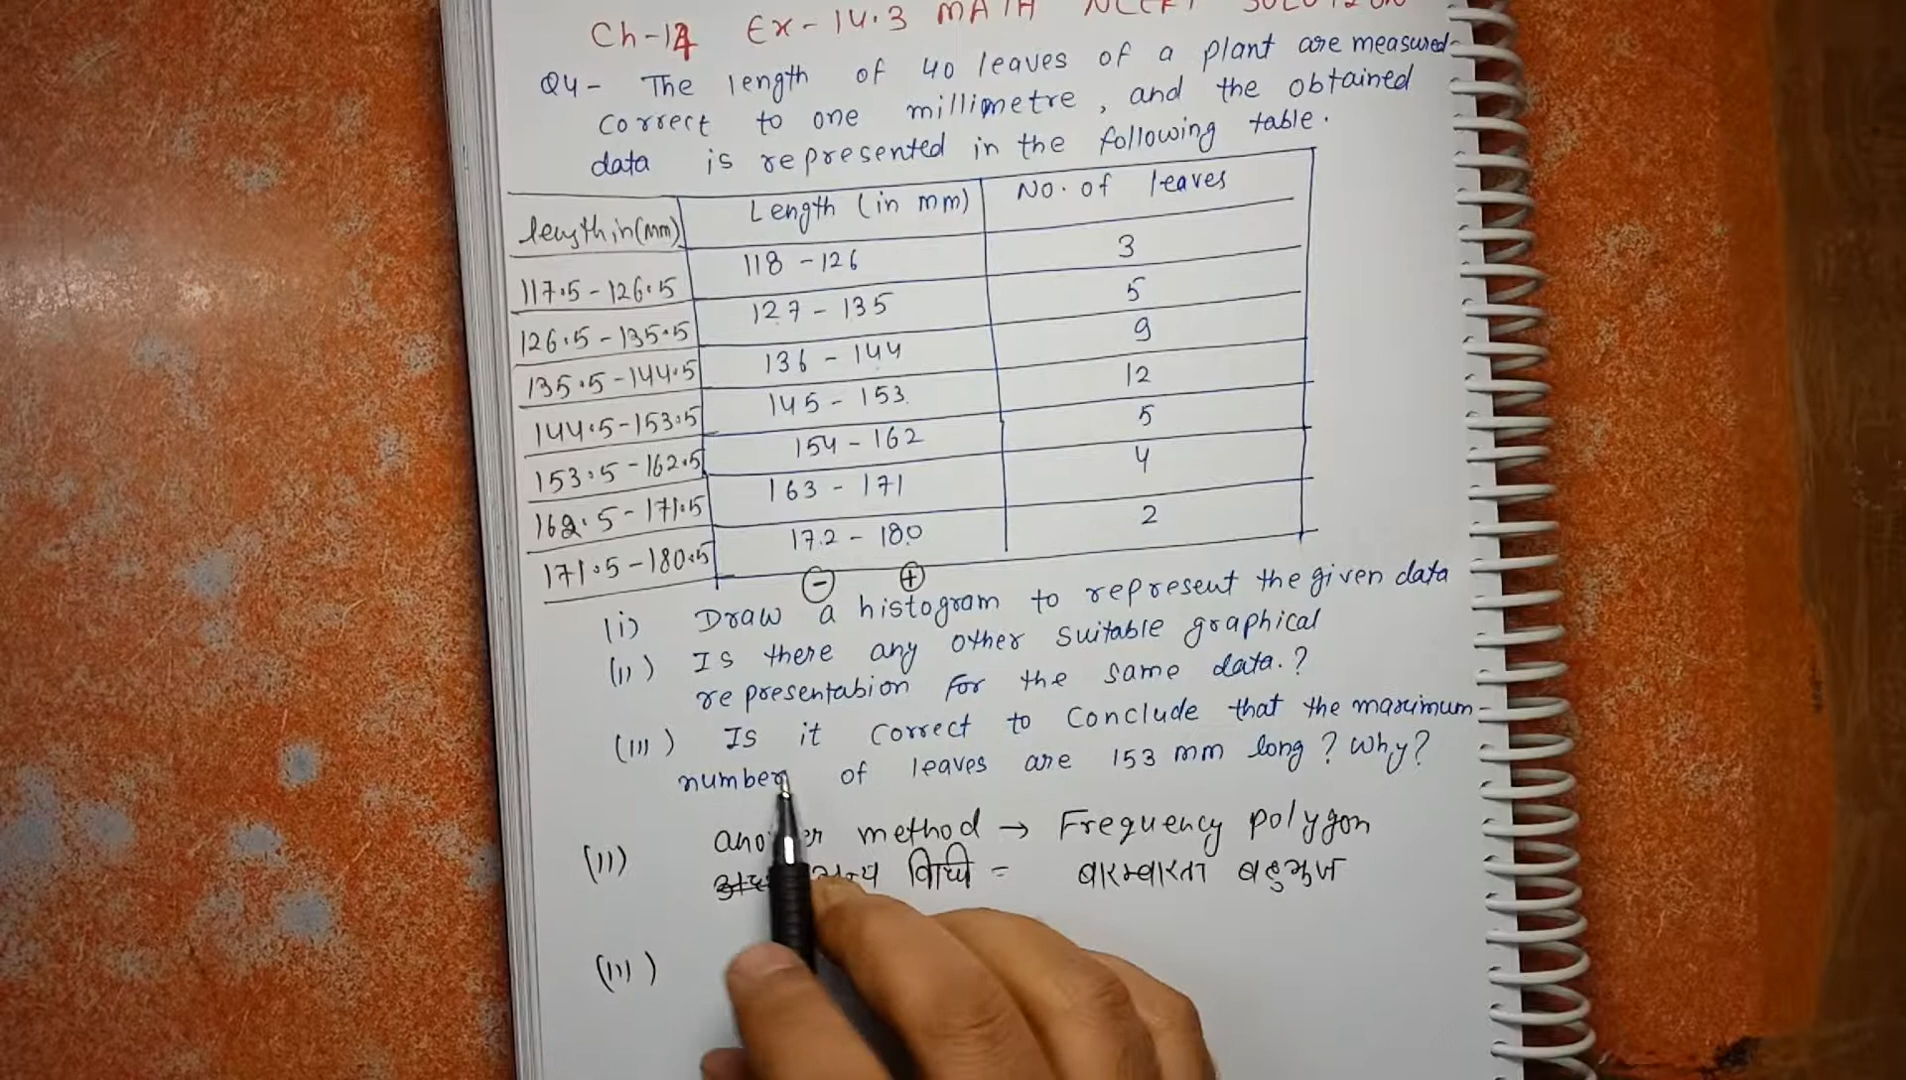 Ch-14 Ex-14.3 MATH NCERT SOLUTION
Q4- The length of 40 leaves of a plant are measured
correct to one millimetre, and the obtained
data is represented in the following table.
length in (mm) Length (in mm) No. of leaves
117.5-126.5 118-126 3
126.5-135.5 127-135 5
135.5-144.5 136-144 9
144.5-153.5 145-153 12
153.5-162.5 154-162 5
162.5-171.5 163-171 4
171.5-180.5 172-180 2
- +
(i) Draw a histogram to represent the given data
(ii) Is there any other suitable graphical
representation for the same data.?
(iii) Is it correct to conclude that the maximum-
number of leaves are 153 mm long? Why?
(ii) method → Frequency polygon
विधी = बारम्बारता बहुभुज
(iii)